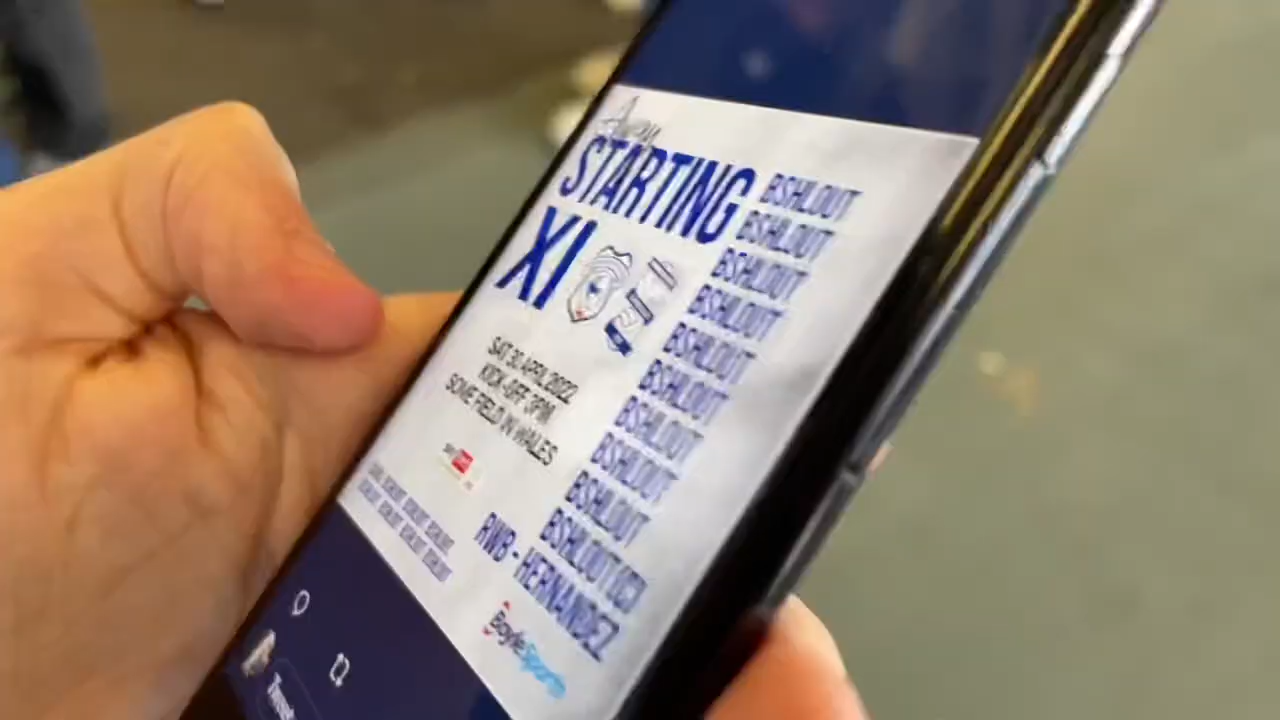 Away
STARTING
XI
BSHLOUT
BSHLOUT
BSHLOUT
BSHLOUT
BSHLOUT
BSHLOUT
BSHLOUT
BSHLOUT
BSHLOUT
BSHLOUT
RWB - HERNANDEZ
SAT 30 APRIL 2022
KICK-OFF 3PM
SOME FIELD IN WALES
BoyleSports